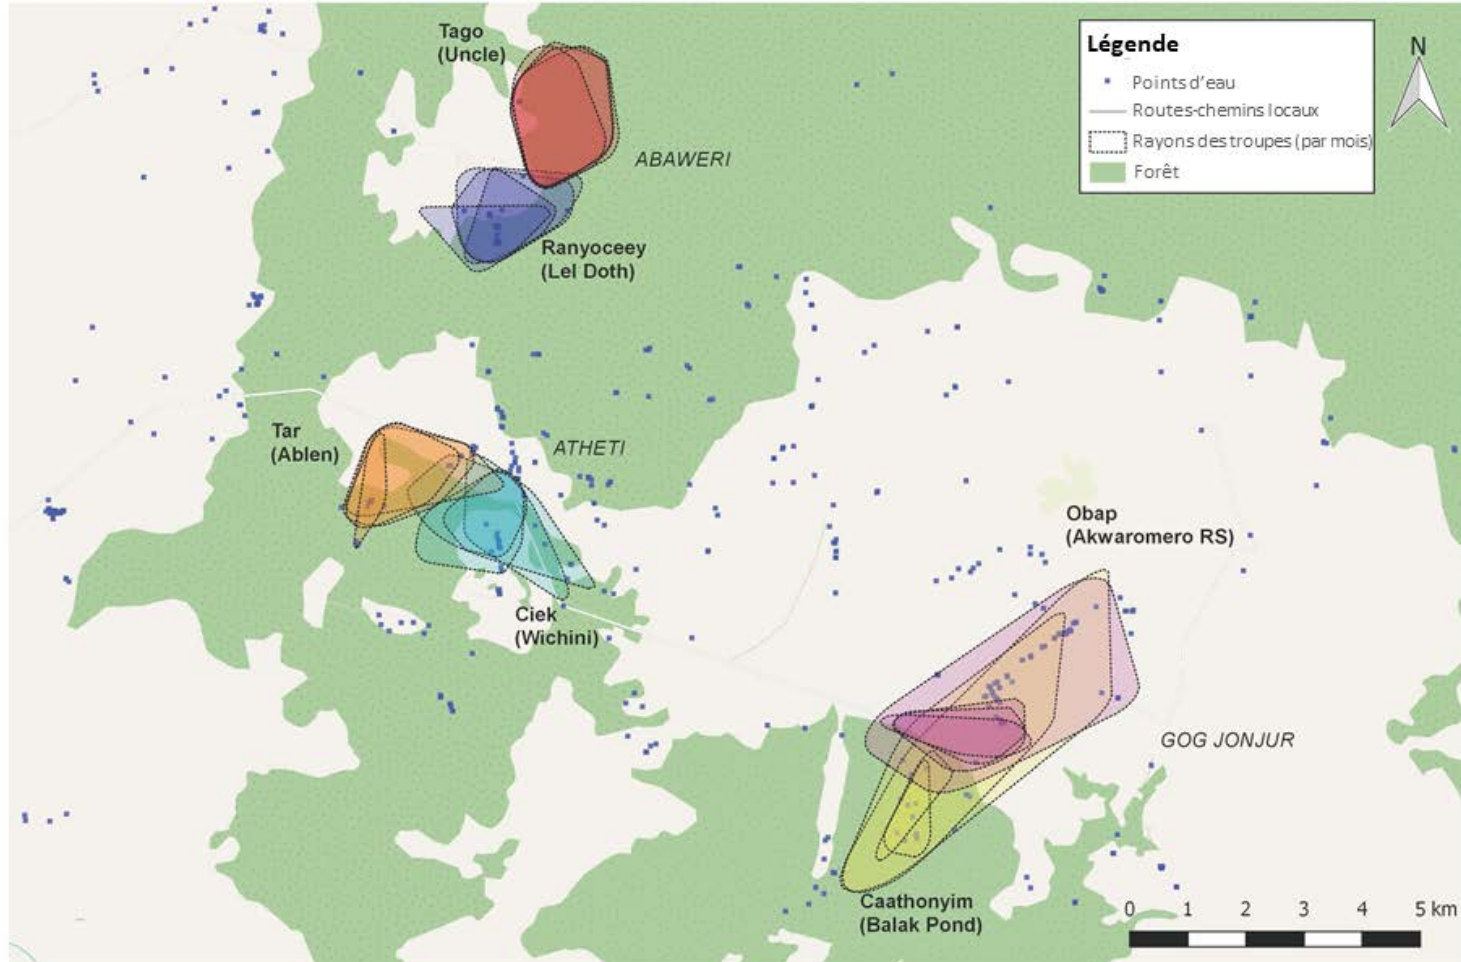 Tago
(Uncle)
Légende
Points d'eau
Routes-chemins locaux
Rayons des troupes (par mois)
Forêt
N
ABAWERI
Ranyoceey
(Lel Doth)
Tar
(Ablen)
ATHETI
Obap
(Akwaromero RS)
Ciek
(Wichini)
GOG JONJUR
Caathonyim
(Balak Pond)
0 1 2 3 4 5 km